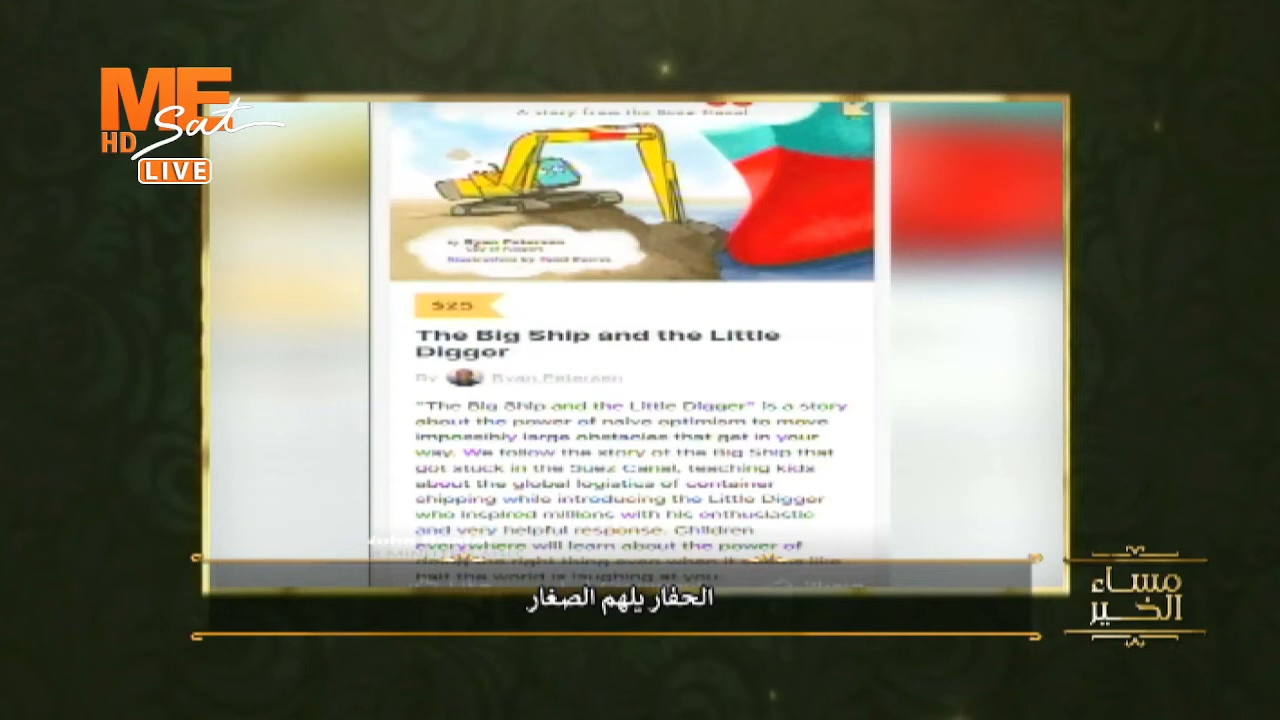 ME
Sat
HD
LIVE
A story from the Suez Canal
by Ryan Petersen
$25
The Big Ship and the Little
Digger
By Ryan Petersen
"The Big Ship and the Little Digger" is a story
about the power of naive optimism to move
impossibly large obstacles that get in your
way. We follow the story of the Big Ship that
got stuck in the Suez Canal, teaching kids
about the global logistics of container
shipping while introducing the Little Digger
who inspired millions with his enthusiastic
and very helpful response. Children
everywhere will learn about the power of
half the world is laughing at you.
الحفار يلهم الصغار
مساء
الخير